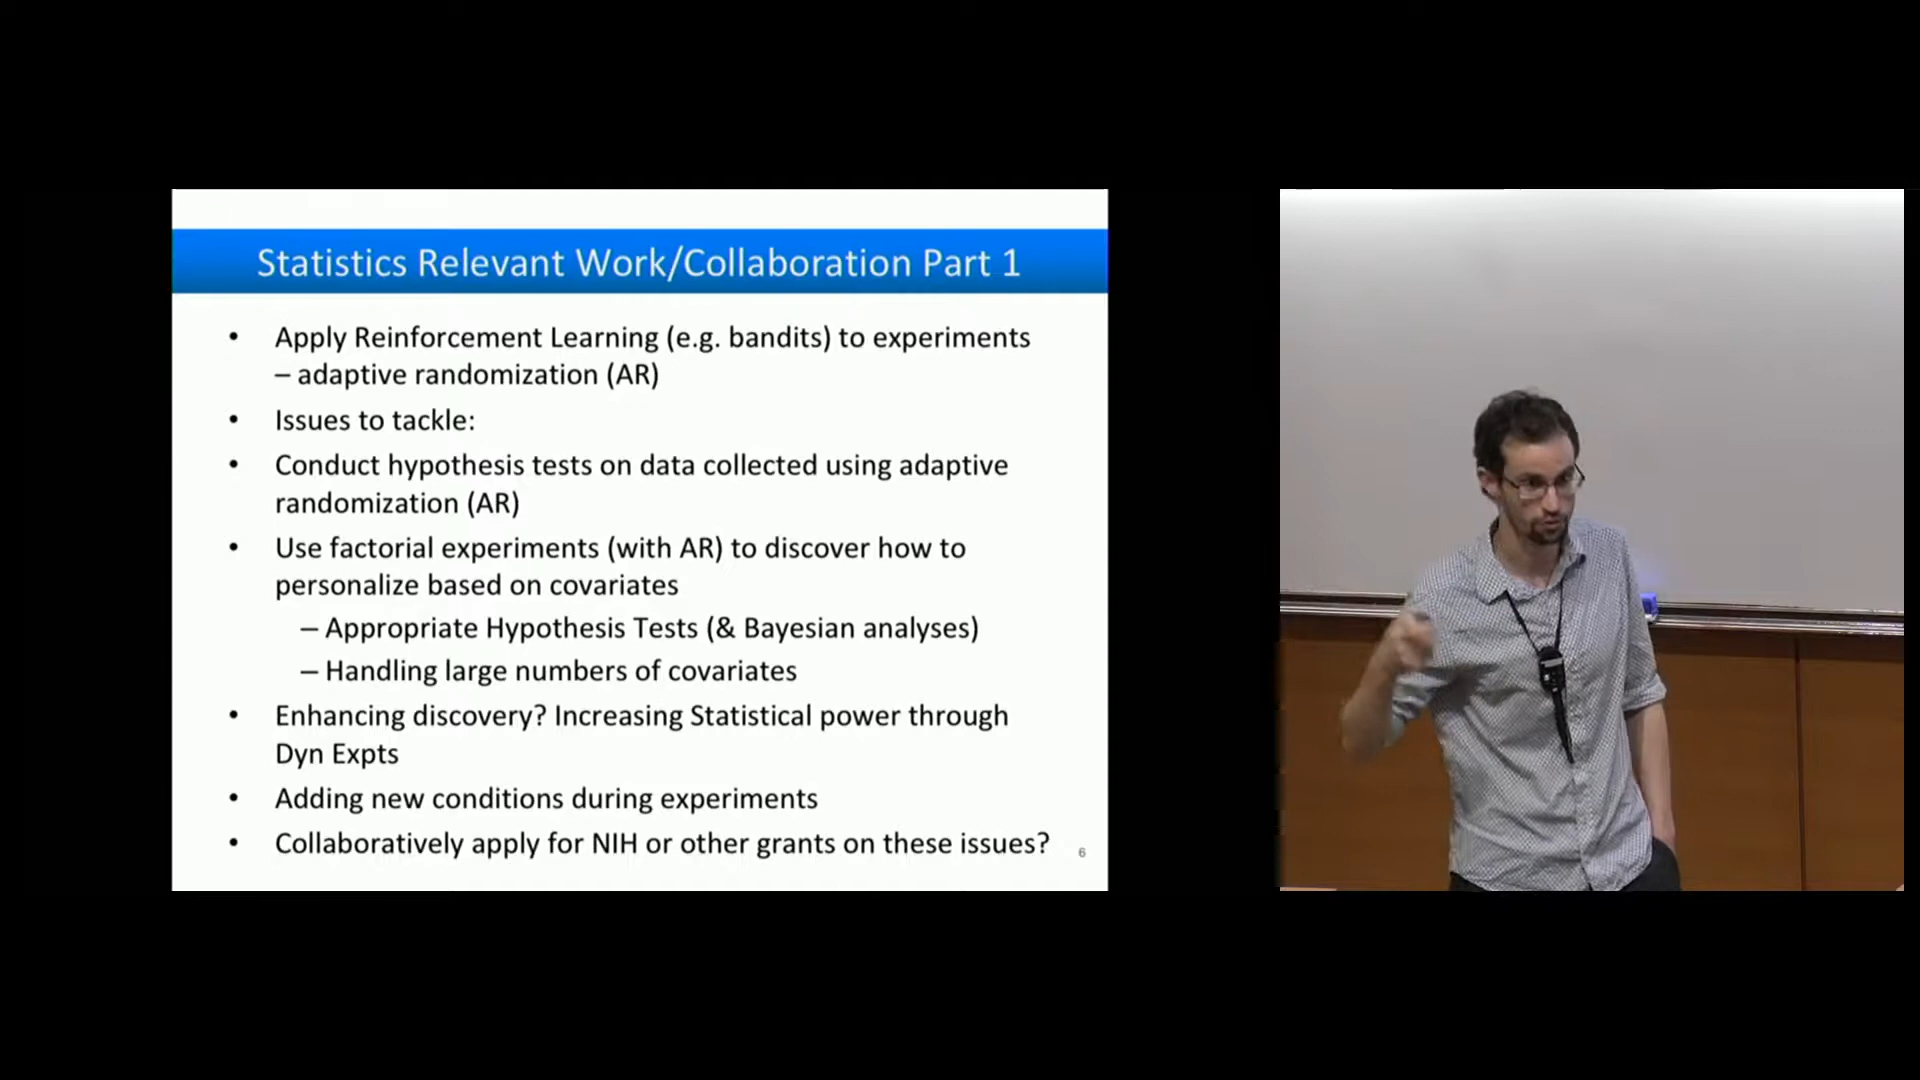 Statistics Relevant Work/Collaboration Part 1
• Apply Reinforcement Learning (e.g. bandits) to experiments
– adaptive randomization (AR)
• Issues to tackle:
• Conduct hypothesis tests on data collected using adaptive
randomization (AR)
• Use factorial experiments (with AR) to discover how to
personalize based on covariates
– Appropriate Hypothesis Tests (& Bayesian analyses)
– Handling large numbers of covariates
• Enhancing discovery? Increasing Statistical power through
Dyn Expts
• Adding new conditions during experiments
• Collaboratively apply for NIH or other grants on these issues?
6